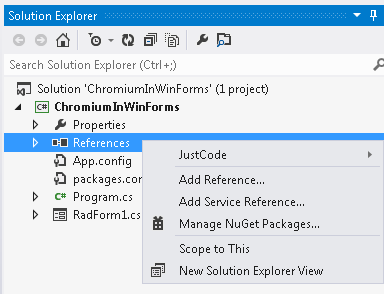 Solution Explorer
Search Solution Explorer (Ctrl+;)
Solution 'ChromiumInWinForms' (1 project)
C# ChromiumInWinForms
Properties
References
App.config
packages.con
C# Program.cs
RadForm1.cs
JustCode
Add Reference...
Add Service Reference...
Manage NuGet Packages...
Scope to This
New Solution Explorer View